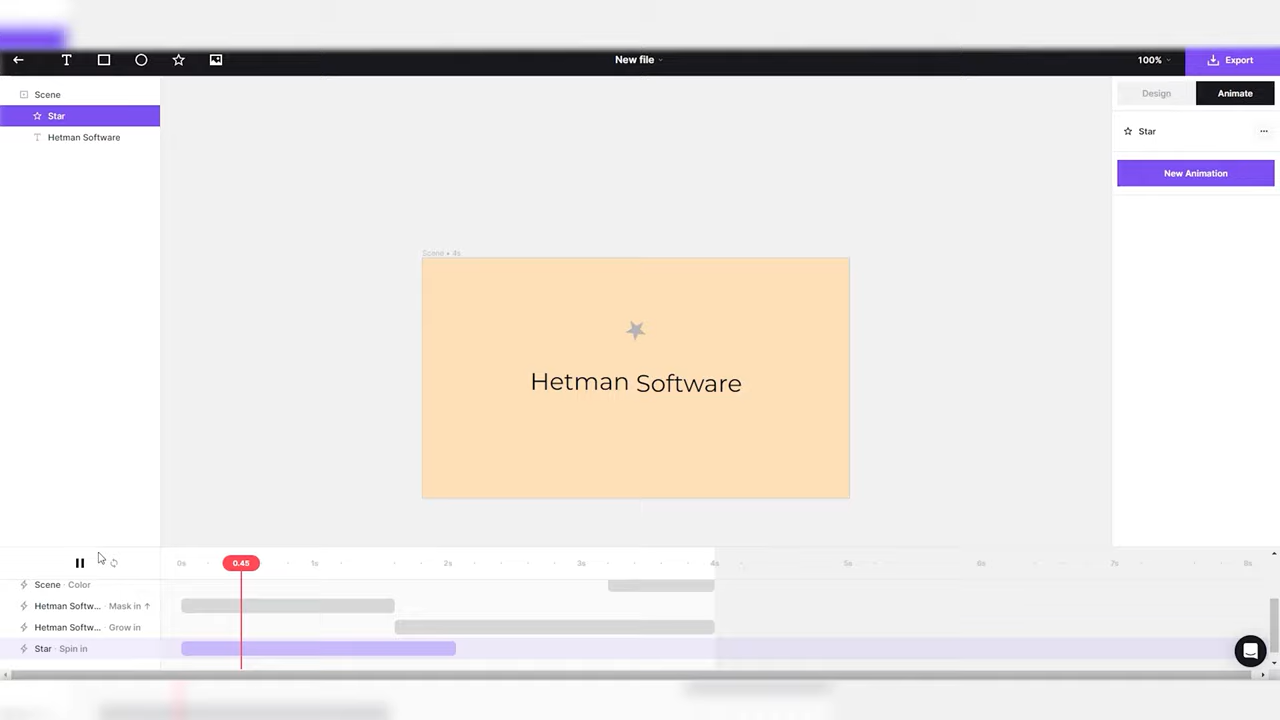 T New file 100% Export
Scene
Star
Hetman Software
Design Animate
Star
New Animation
Scene • 4s
Hetman Software
0s 0.45 1s 2s 3s 4s 5s 6s 7s 8s
Scene · Color
Hetman Softw... · Mask in ↑
Hetman Softw... · Grow in
Star · Spin in